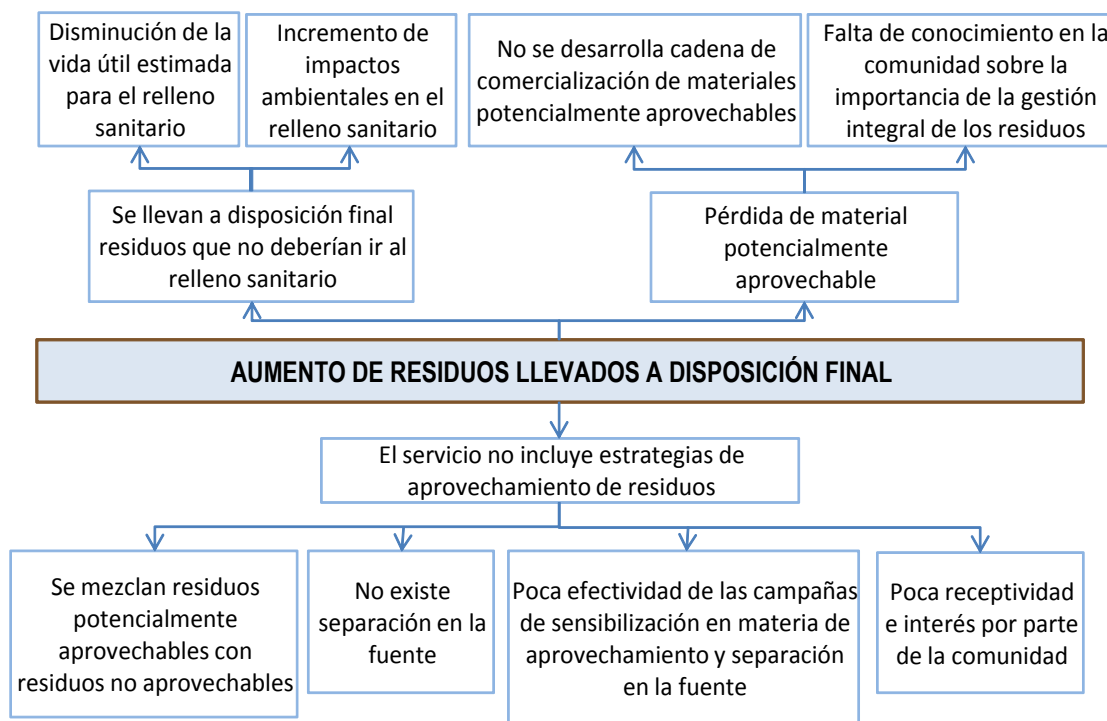 Disminución de la
vida útil estimada
para el relleno
sanitario
Incremento de
impactos
ambientales en el
relleno sanitario
No se desarrolla cadena de
comercialización de materiales
potencialmente aprovechables
Falta de conocimiento en la
comunidad sobre la
importancia de la gestión
integral de los residuos
Se llevan a disposición final
residuos que no deberían ir al
relleno sanitario
Pérdida de material
potencialmente
aprovechable
AUMENTO DE RESIDUOS LLEVADOS A DISPOSICIÓN FINAL
El servicio no incluye estrategias de
aprovechamiento de residuos
Se mezclan residuos
potencialmente
aprovechables con
residuos no aprovechables
No existe
separación en la
fuente
Poca efectividad de las campañas
de sensibilización en materia de
aprovechamiento y separación
en la fuente
Poca receptividad
e interés por parte
de la comunidad